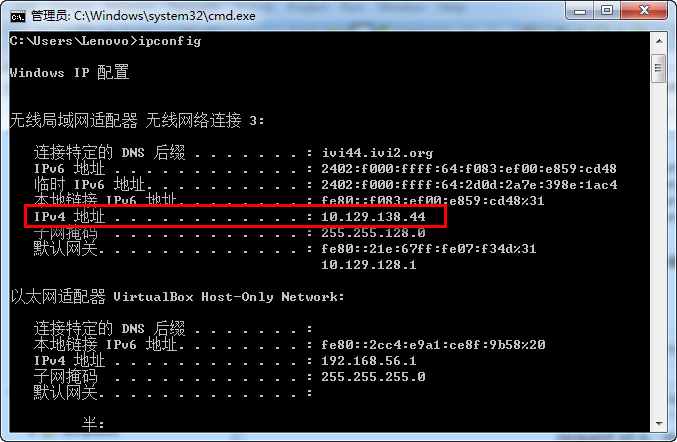 管理员: C:\Windows\system32\cmd.exe
C:\Users\Lenovo>ipconfig
Windows IP 配置
无线局域网适配器 无线网络连接 3:
连接特定的 DNS 后缀 . . . . . . . : ivi44.ivi2.org
IPv6 地址 . . . . . . . . . . . . : 2402:f000:ffff:64:f083:ef00:e859:cd48
临时 IPv6 地址. . . . . . . . . . : 2402:f000:ffff:64:2d0d:2a7e:398e:1ac4
本地链接 IPv6 地址. . . . . . . . : fe80::f083:ef00:e859:cd48%31
IPv4 地址 . . . . . . . . . . . . : 10.129.138.44
子网掩码 . . . . . . . . . . . . : 255.255.128.0
默认网关. . . . . . . . . . . . . : fe80::21e:67ff:fe07:f34d%31
10.129.128.1
以太网适配器 VirtualBox Host-Only Network:
连接特定的 DNS 后缀 . . . . . . . :
本地链接 IPv6 地址. . . . . . . . : fe80::2cc4:e9a1:ce8f:9b58%20
IPv4 地址 . . . . . . . . . . . . : 192.168.56.1
子网掩码 . . . . . . . . . . . . : 255.255.255.0
默认网关. . . . . . . . . . . . . :
半: